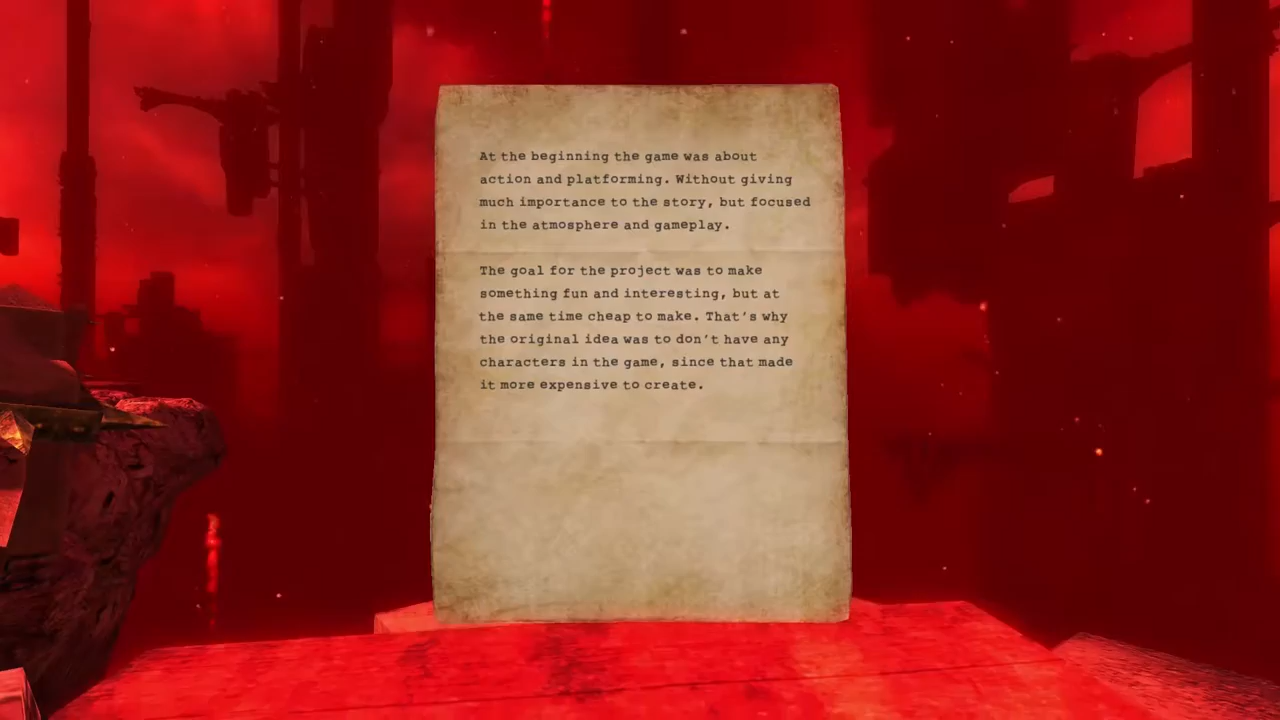 At the beginning the game was about
action and platforming. Without giving
much importance to the story, but focused
in the atmosphere and gameplay.
The goal for the project was to make
something fun and interesting, but at
the same time cheap to make. That's why
the original idea was to don't have any
characters in the game, since that made
it more expensive to create.